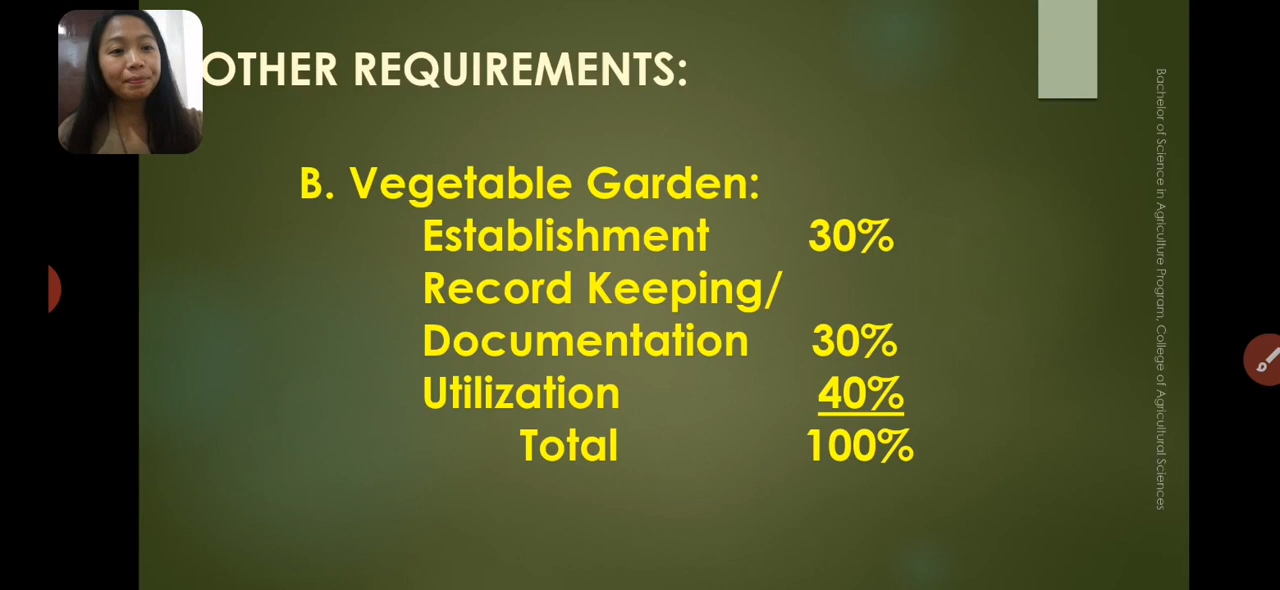 OTHER REQUIREMENTS:
B. Vegetable Garden:
Establishment 30%
Record Keeping/
Documentation 30%
Utilization 40%
Total 100%
Bachelor of Science in Agriculture Program, College of Agricultural Sciences